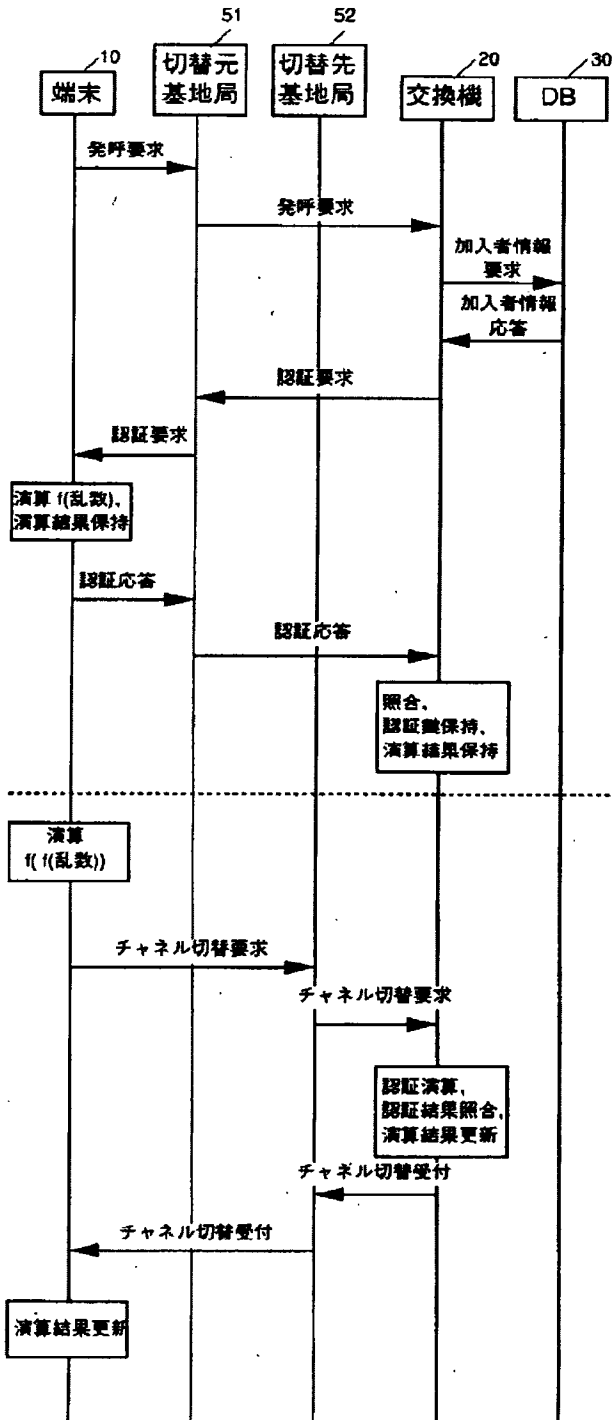 51
52
10
20
30
端末
切替元
基地局
切替先
基地局
交換機
DB
発呼要求
発呼要求
加入者情報
要求
加入者情報
応答
認証要求
認証要求
演算 f(乱数),
演算結果保持
認証応答
認証応答
照合,
認証鍵保持,
演算結果保持
演算
f( f(乱数))
チャネル切替要求
チャネル切替要求
認証演算,
認証結果照合,
演算結果更新
チャネル切替受付
チャネル切替受付
演算結果更新